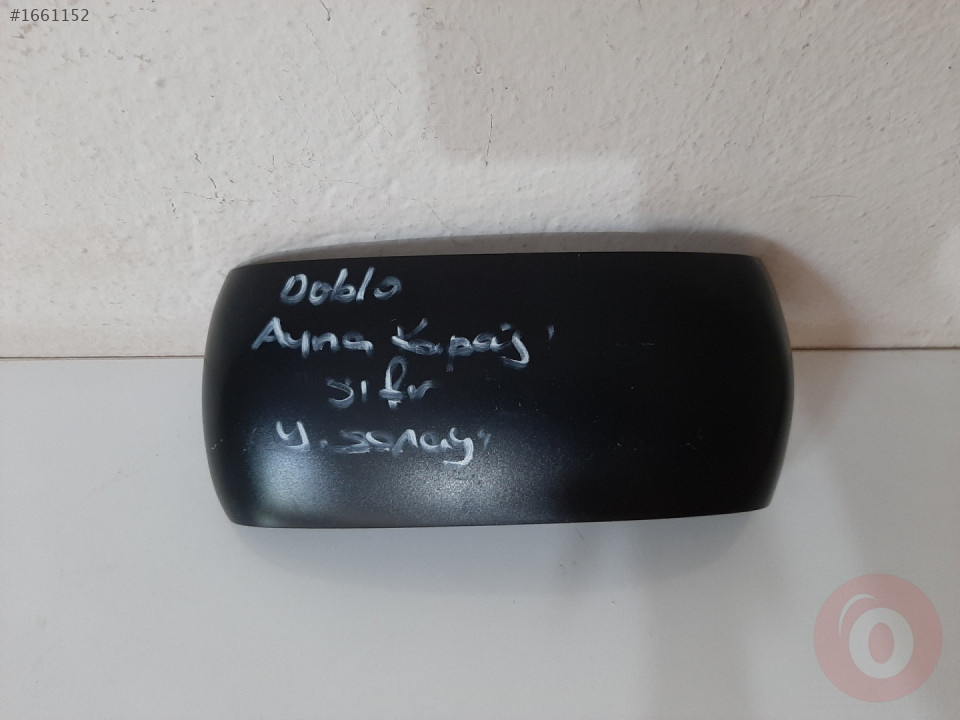 #1661152
Doblo
Ayna Kapağı
sıfır
Y.sanayi
O